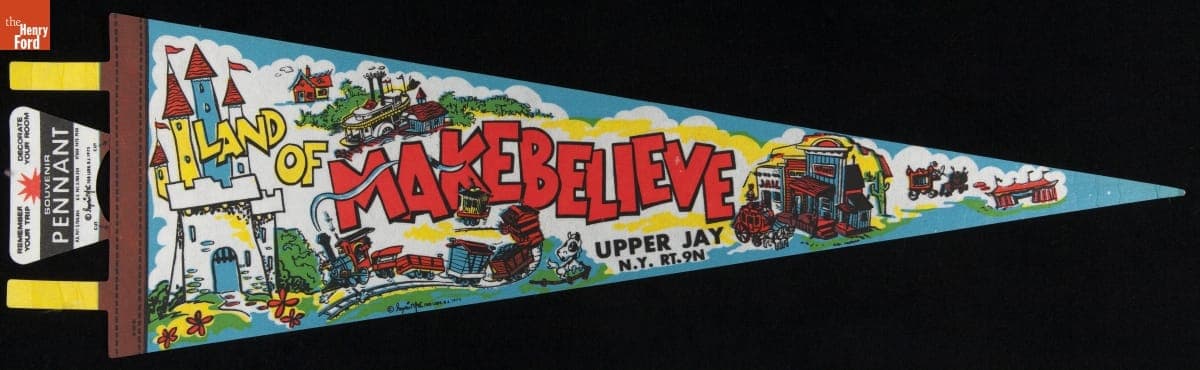 the
Henry
Ford
REMEMBER
YOUR TRIP
DECORATE
YOUR ROOM
SOUVENIR
PENNANT
LAND
OF
MAKEBELIEVE
UPPER JAY
N.Y. RT. 9N